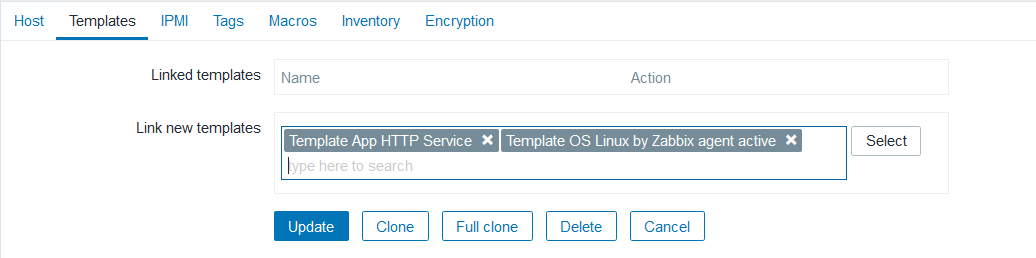 Host Templates IPMI Tags Macros Inventory Encryption
Linked templates Name Action
Link new templates Template App HTTP Service Template OS Linux by Zabbix agent active Select
type here to search
Update Clone Full clone Delete Cancel